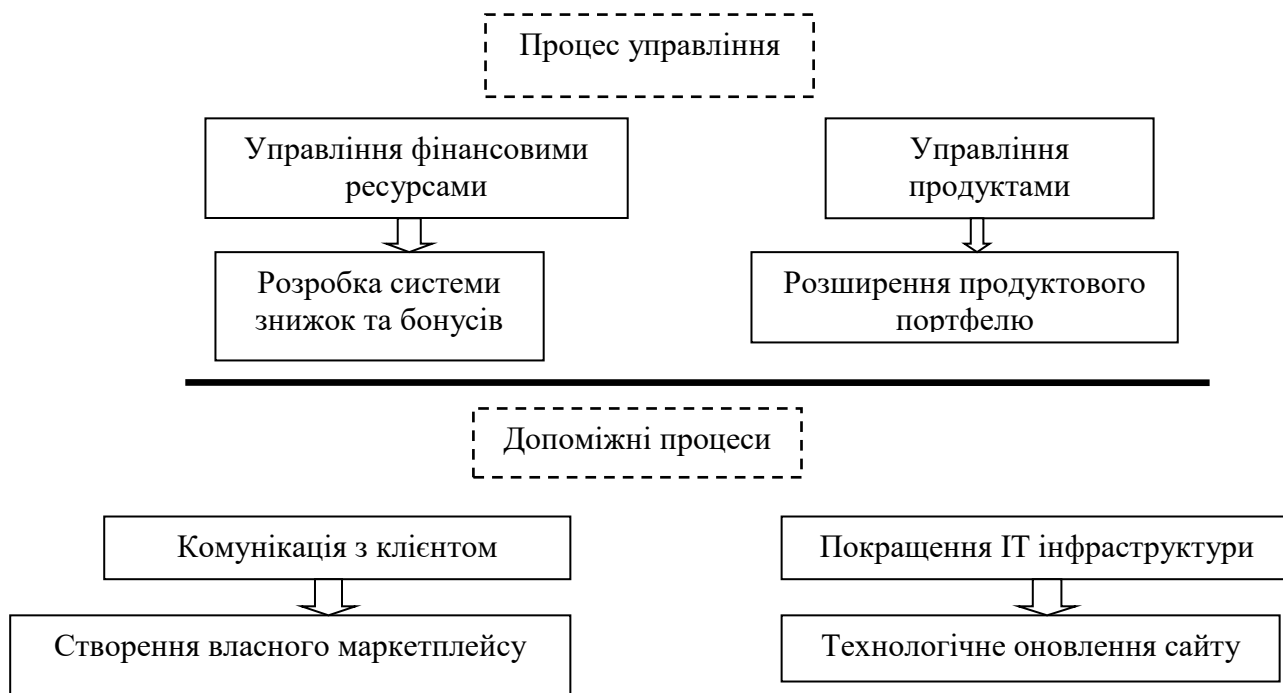 Процес управління
Управління фінансовими
ресурсами
Управління
продуктами
Розробка системи
знижок та бонусів
Розширення продуктового
портфелю
Допоміжні процеси
Комунікація з клієнтом
Покращення ІТ інфраструктури
Створення власного маркетплейсу
Технологічне оновлення сайту